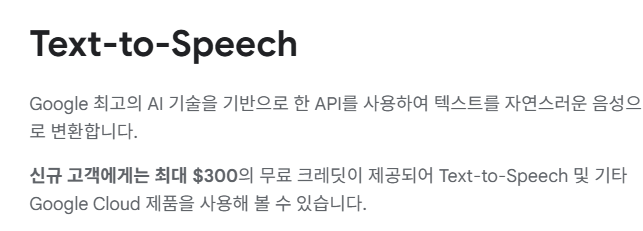 Text-to-Speech
Google 최고의 AI 기술을 기반으로 한 API를 사용하여 텍스트를 자연스러운 음성으
로 변환합니다.
신규 고객에게는 최대 $300의 무료 크레딧이 제공되어 Text-to-Speech 및 기타
Google Cloud 제품을 사용해 볼 수 있습니다.